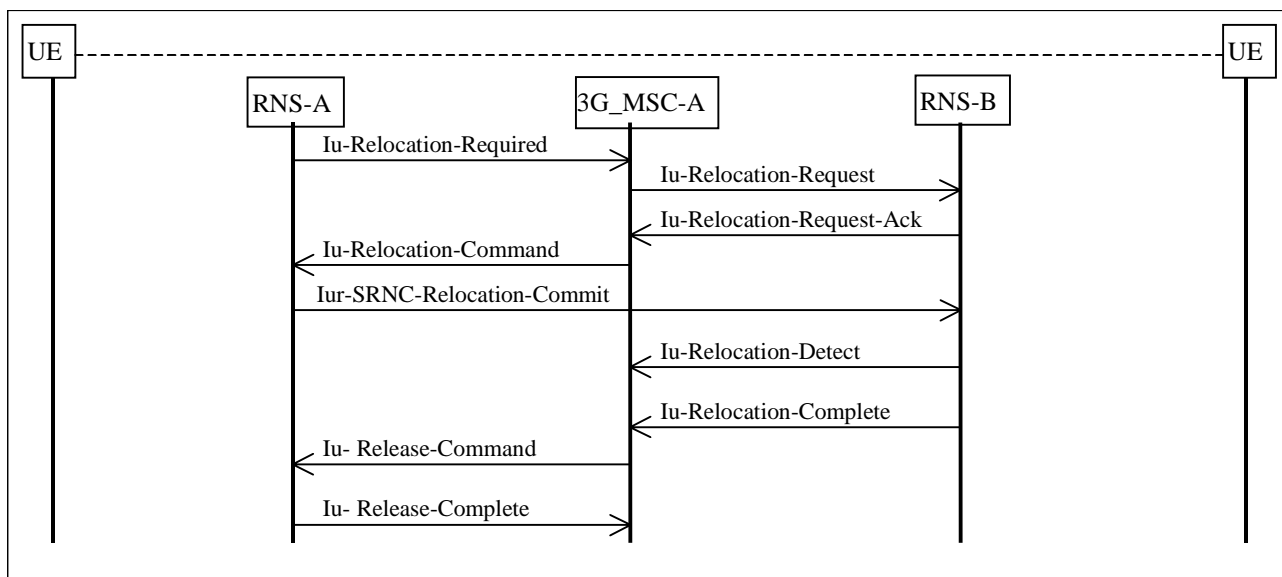 UE
UE
RNS-A
3G_MSC-A
RNS-B
Iu-Relocation-Required
Iu-Relocation-Request
Iu-Relocation-Request-Ack
Iu-Relocation-Command
Iur-SRNC-Relocation-Commit
Iu-Relocation-Detect
Iu-Relocation-Complete
Iu- Release-Command
Iu- Release-Complete